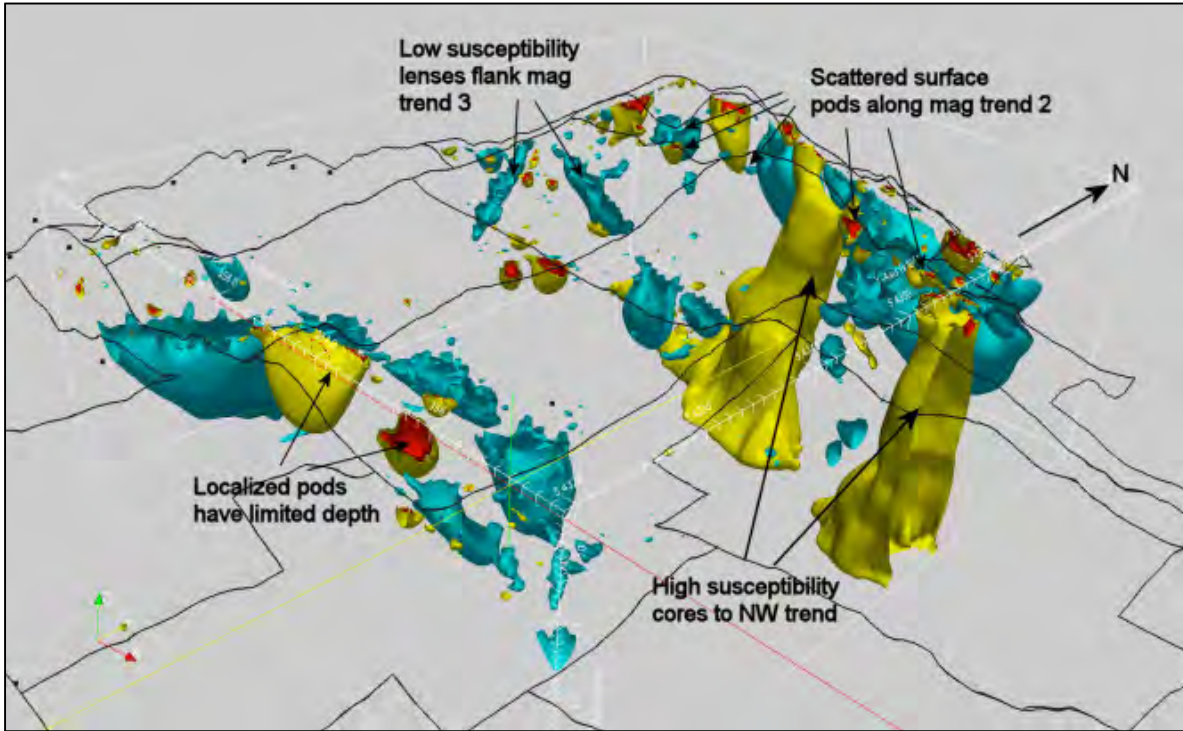 Low susceptibility
lenses flank mag
trend 3
Scattered surface
pods along mag trend 2
N
Localized pods
have limited depth
High susceptibility
cores to NW trend